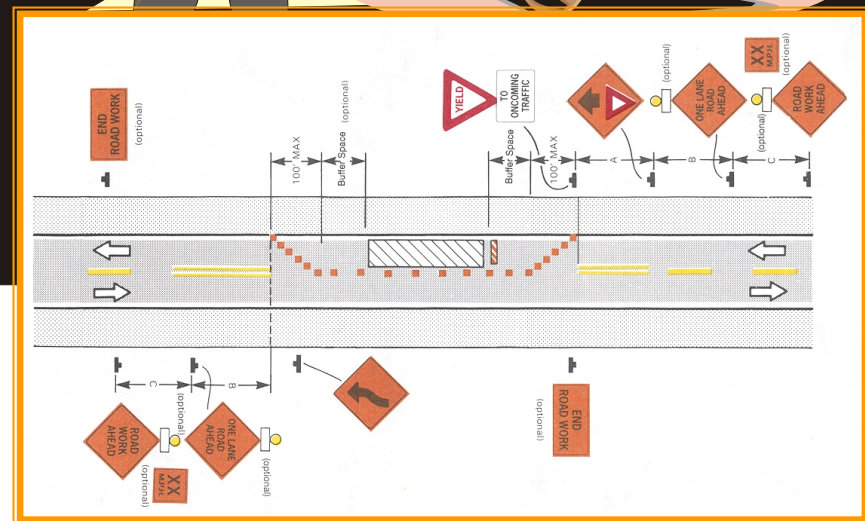 END
ROAD WORK
(optional)
100' MAX
Buffer Space
(optional)
YIELD
TO
ONCOMING
TRAFFIC
Buffer Space
100' MAX
A
B
C
(optional)
ONE LANE
ROAD
AHEAD
(optional)
XX
M.P.H.
(optional)
ROAD
WORK
AHEAD
C
B
ROAD
WORK
AHEAD
(optional)
XX
M.P.H.
(optional)
ONE LANE
ROAD
AHEAD
(optional)
END
ROAD WORK
(optional)